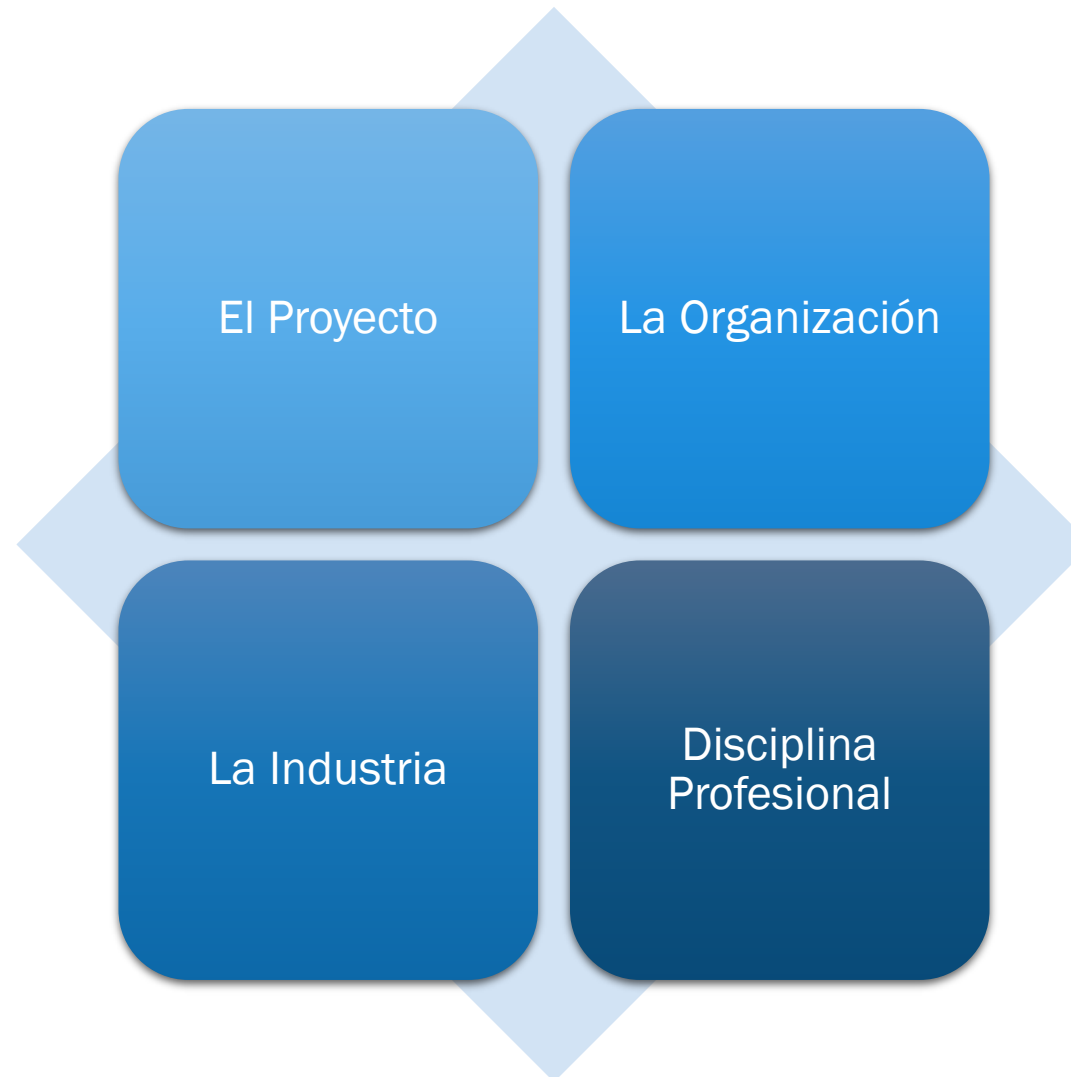 El Proyecto
La Organización
La Industria
Disciplina
Profesional